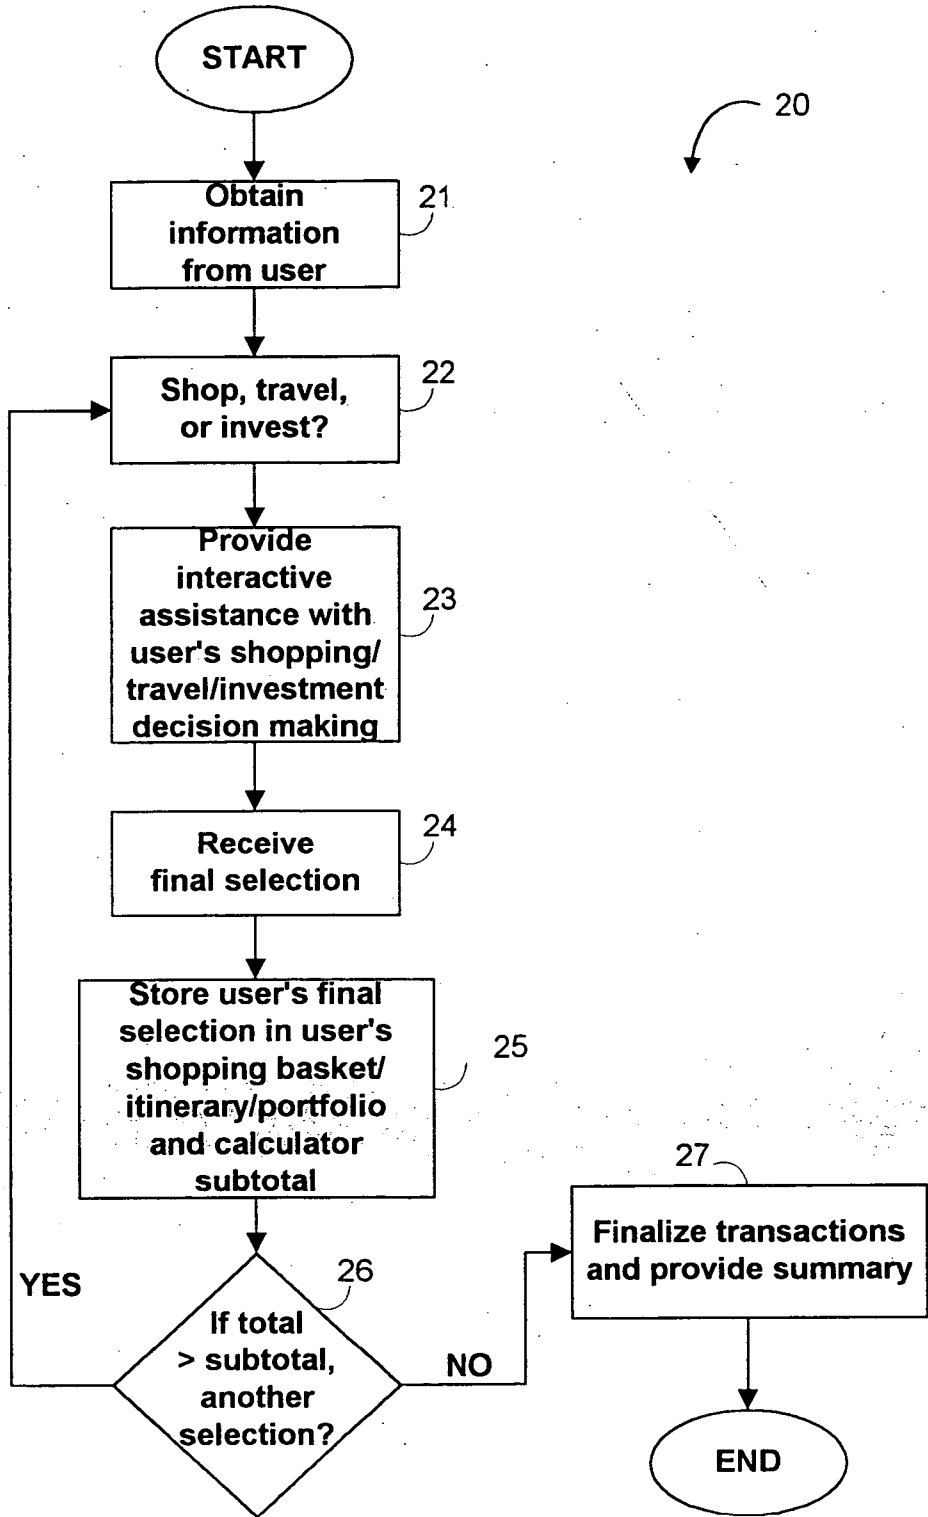 START
20
Obtain
information
from user
21
Shop, travel,
or invest?
22
Provide
interactive
assistance with
user's shopping/
travel/investment
decision making
23
Receive
final selection
24
Store user's final
selection in user's
shopping basket/
itinerary/portfolio
and calculator
subtotal
25
If total
> subtotal,
another
selection?
26
YES
NO
27
Finalize transactions
and provide summary
END